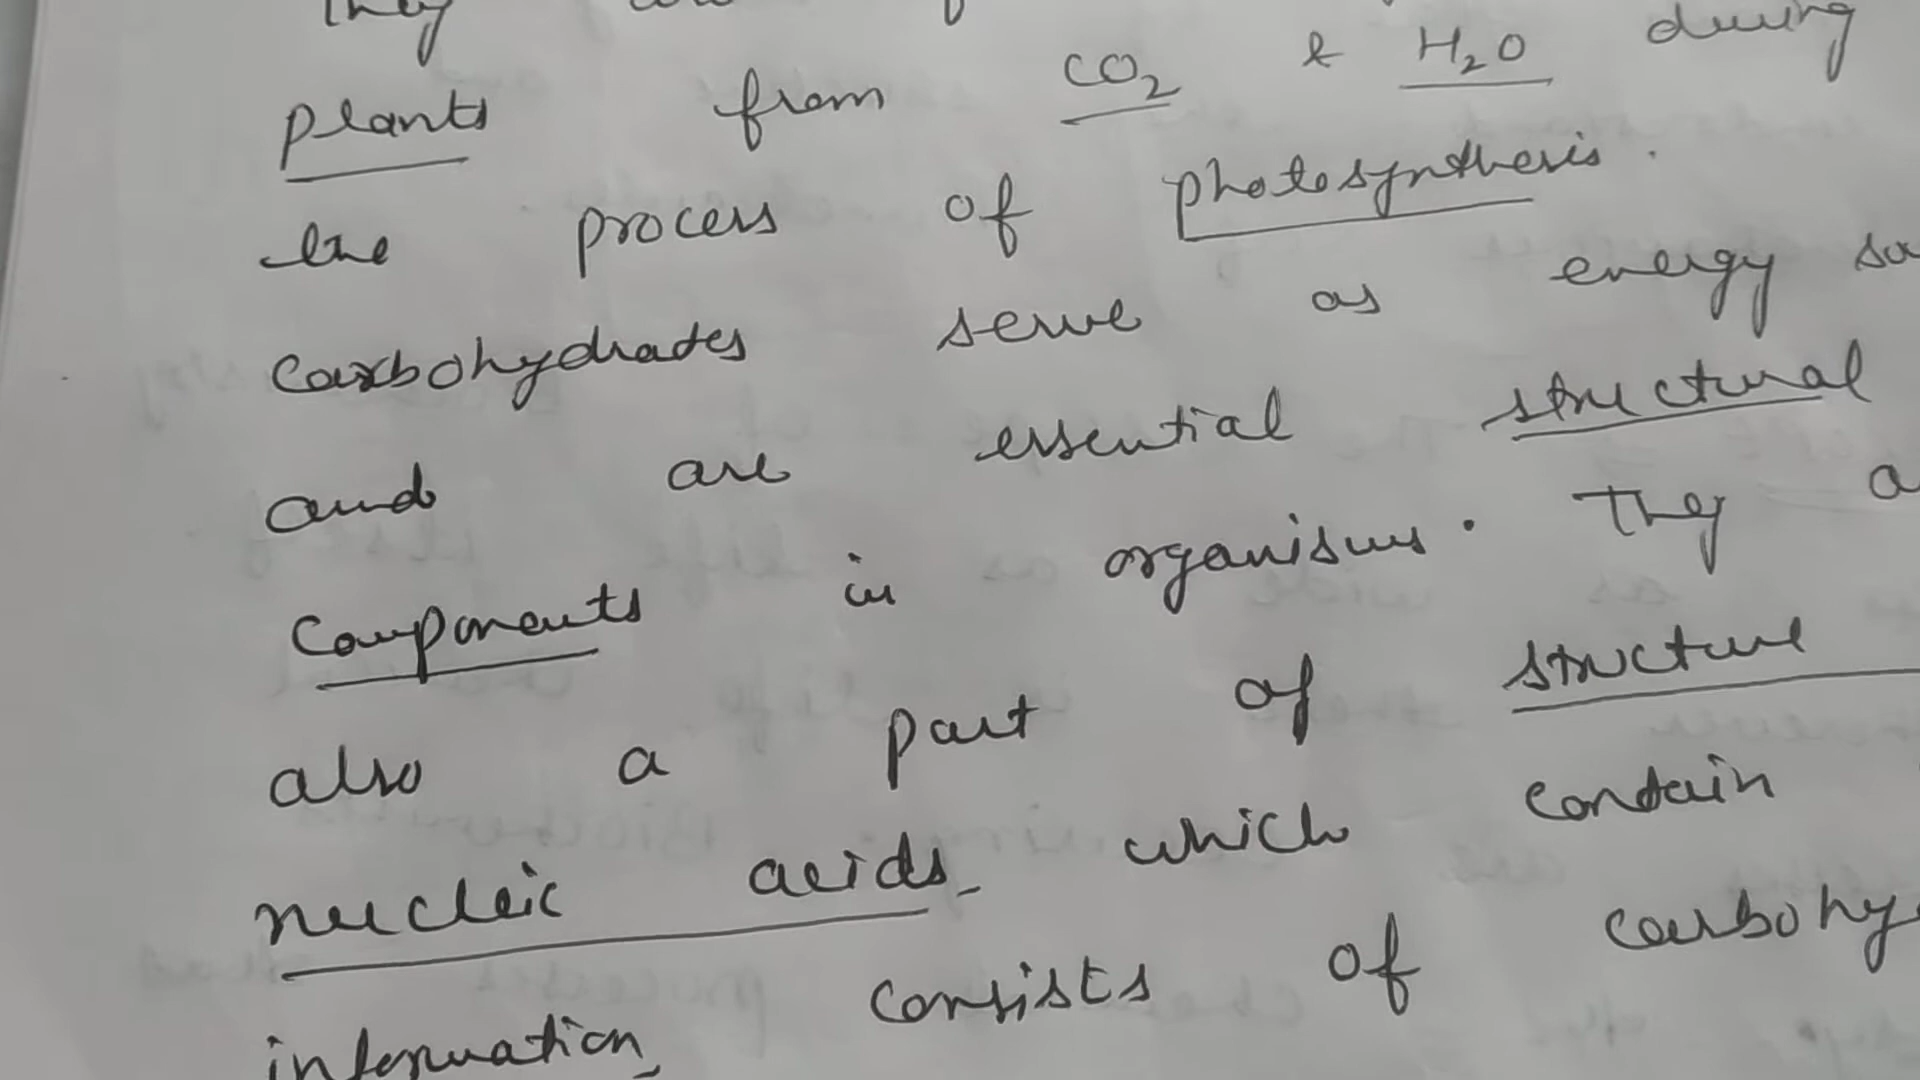 They
plants from CO2 & H2O during
the process of photosynthesis.
Carbohydrates serve as energy
and are essential structural
Components in organisms. They
also a part of structure
nucleic acids which contain
information consists of